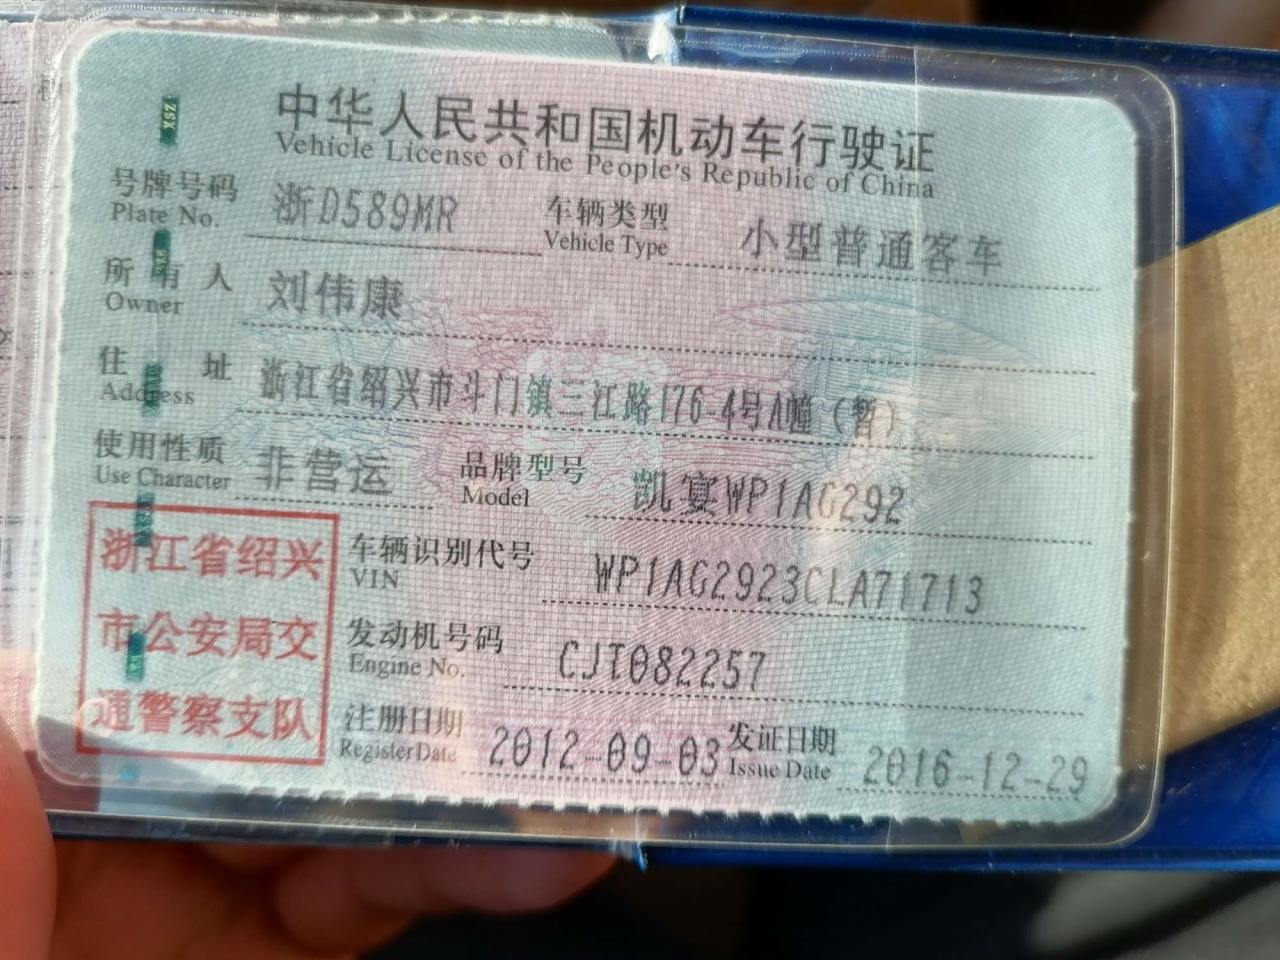 中华人民共和国机动车行驶证
Vehicle License of the People's Republic of China
号牌号码 浙D589MR 车辆类型 小型普通客车
Plate No. Vehicle Type
所有人 刘伟康
Owner
住址 浙江省绍兴市斗门镇三江路176-4号A幢（暂）
Address
使用性质 非营运 品牌型号 凯宴WP1AG292
Use Character Model
浙江省绍兴
市公安局交
通警察支队
车辆识别代号 WP1AG2923CLA71713
VIN
发动机号码 CJT082257
Engine No.
注册日期 2012-09-03 发证日期 2016-12-29
Register Date Issue Date